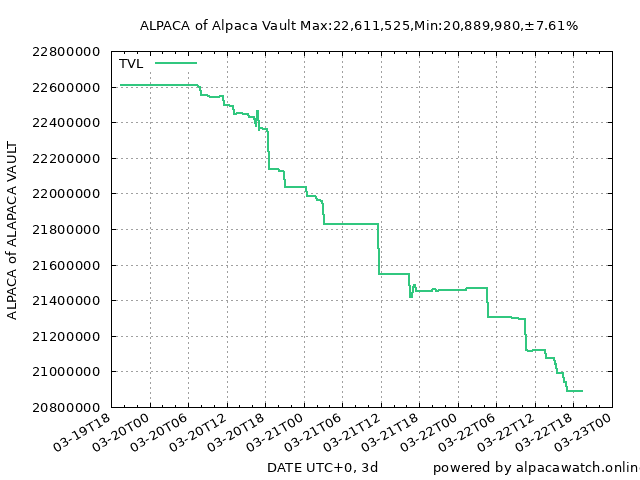 ALPACA of Alpaca Vault Max:22,611,525,Min:20,889,980,±7.61%
22800000
22600000
22400000
22200000
22000000
21800000
21600000
21400000
21200000
21000000
20800000
ALPACA of ALAPACA VAULT
TVL
03-19T18
03-20T00
03-20T06
03-20T12
03-20T18
03-21T00
03-21T06
03-21T12
03-21T18
03-22T00
03-22T06
03-22T12
03-22T18
03-23T00
DATE UTC+0, 3d
powered by alpacawatch.onlin